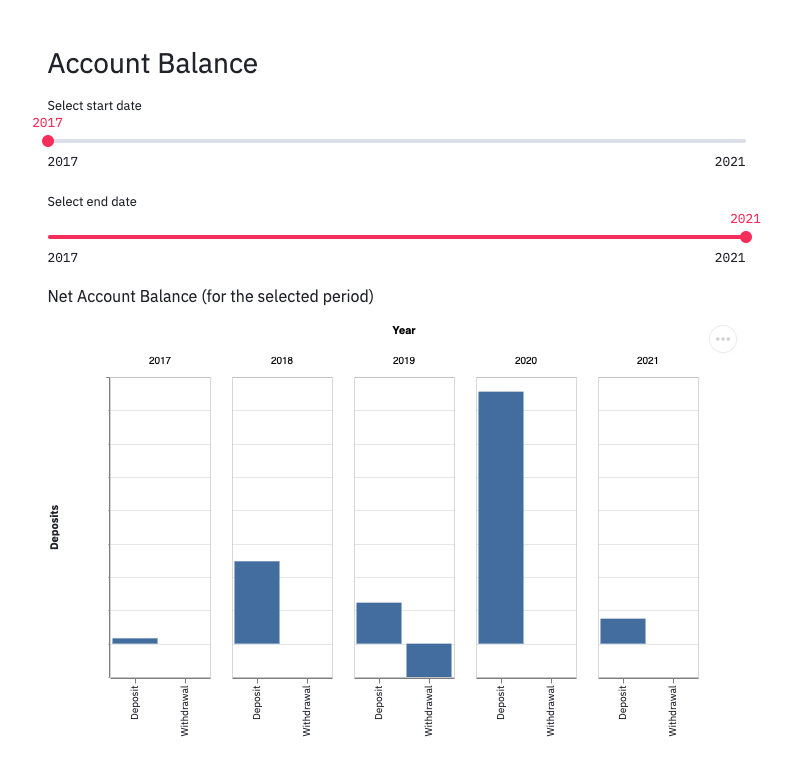 Account Balance
Select start date
2017
2017 2021
Select end date
2021
2017 2021
Net Account Balance (for the selected period)
Year
2017 2018 2019 2020 2021
Deposits
Deposit Withdrawal Deposit Withdrawal Deposit Withdrawal Deposit Withdrawal Deposit Withdrawal